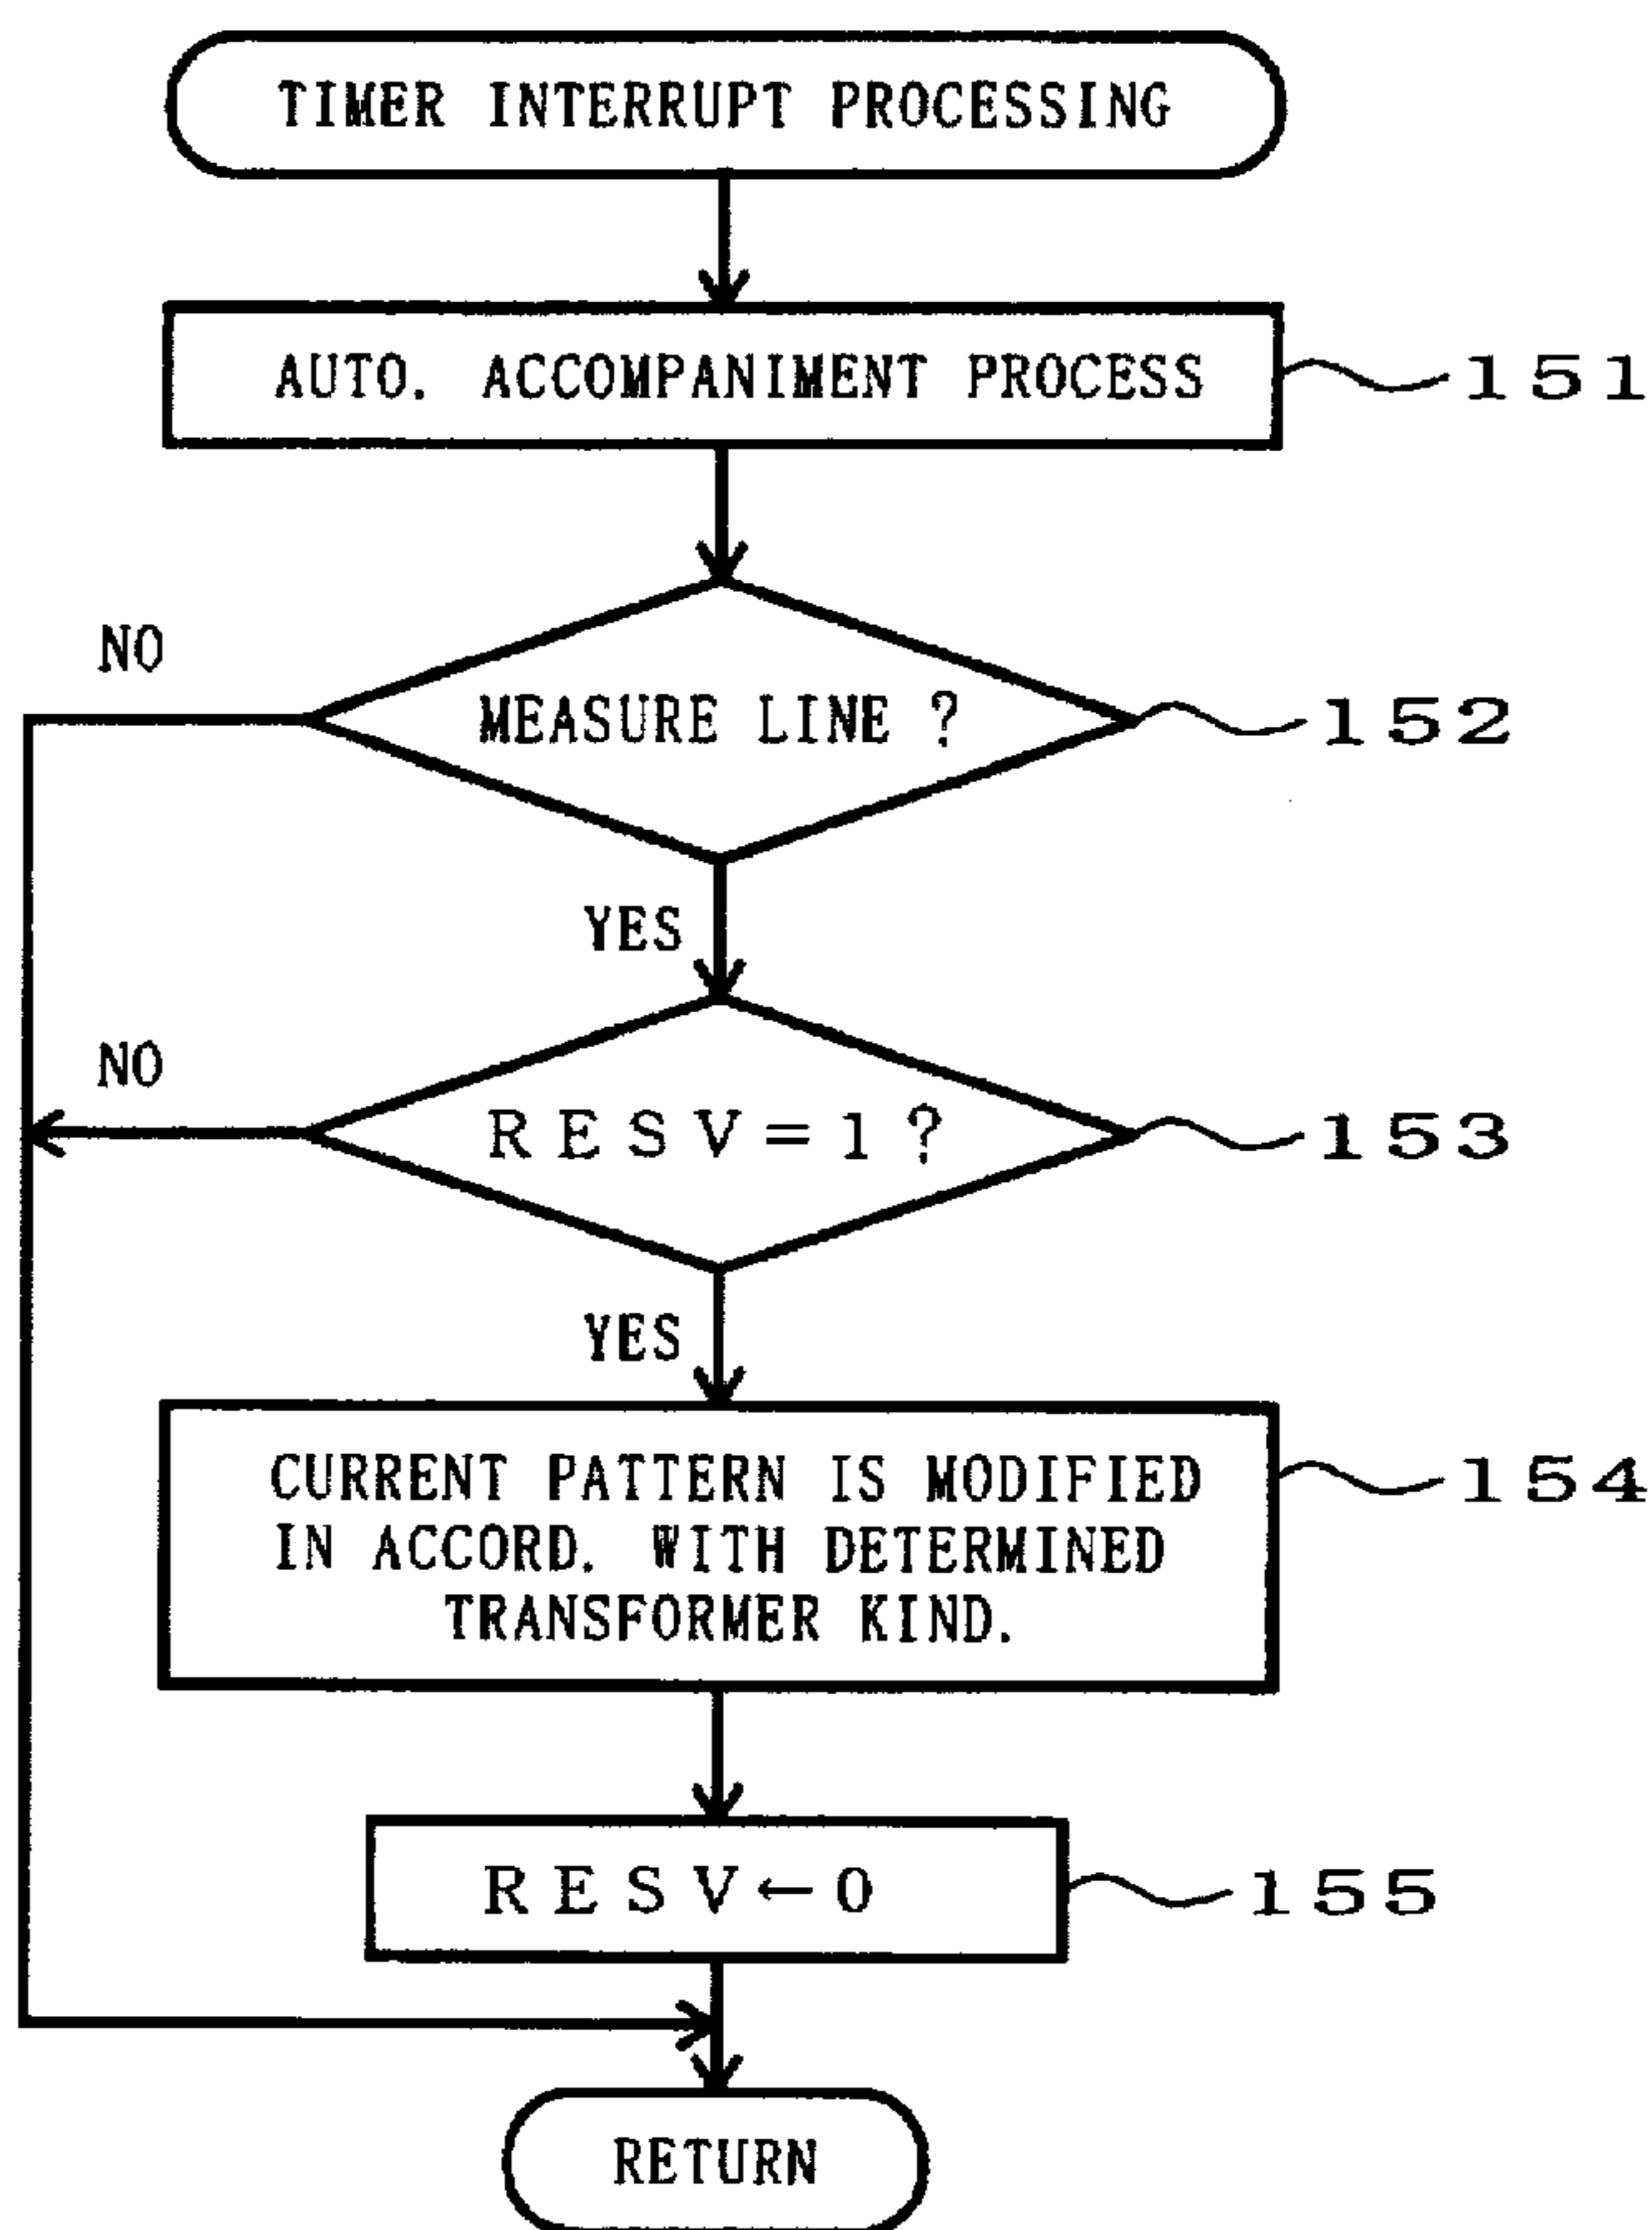 TIMER INTERRUPT PROCESSING
AUTO. ACCOMPANIMENT PROCESS
151
NO
MEASURE LINE ?
152
YES
NO
RESV=1?
153
YES
CURRENT PATTERN IS MODIFIED
IN ACCORD. WITH DETERMINED
TRANSFORMER KIND.
154
RESV←0
155
RETURN